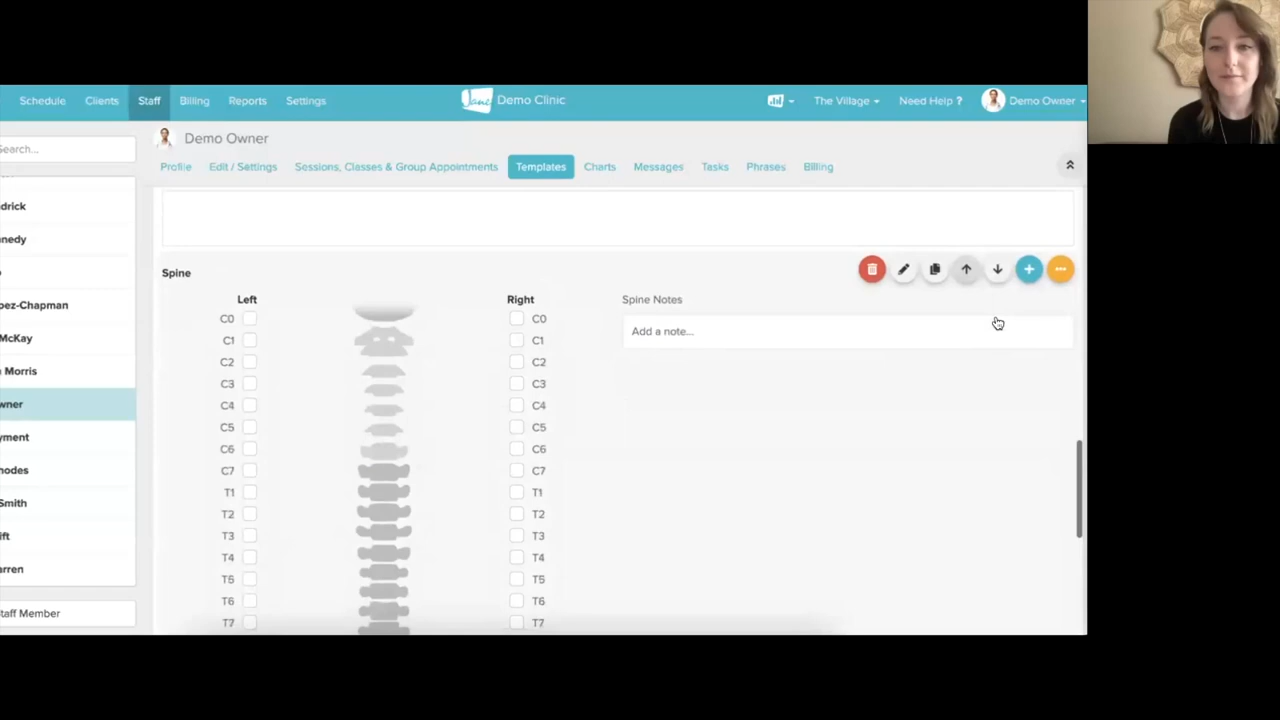 Schedule Clients Staff Billing Reports Settings Jane Demo Clinic The Village Need Help ? Demo Owner
Search...
Demo Owner
Profile Edit / Settings Sessions, Classes & Group Appointments Templates Charts Messages Tasks Phrases Billing
drick
nedy
pez-Chapman
McKay
Morris
wner
yment
hodes
Smith
ift
arren
taff Member
Spine
Left Right Spine Notes
C0 C0
Add a note...
C1 C1
C2 C2
C3 C3
C4 C4
C5 C5
C6 C6
C7 C7
T1 T1
T2 T2
T3 T3
T4 T4
T5 T5
T6 T6
T7 T7